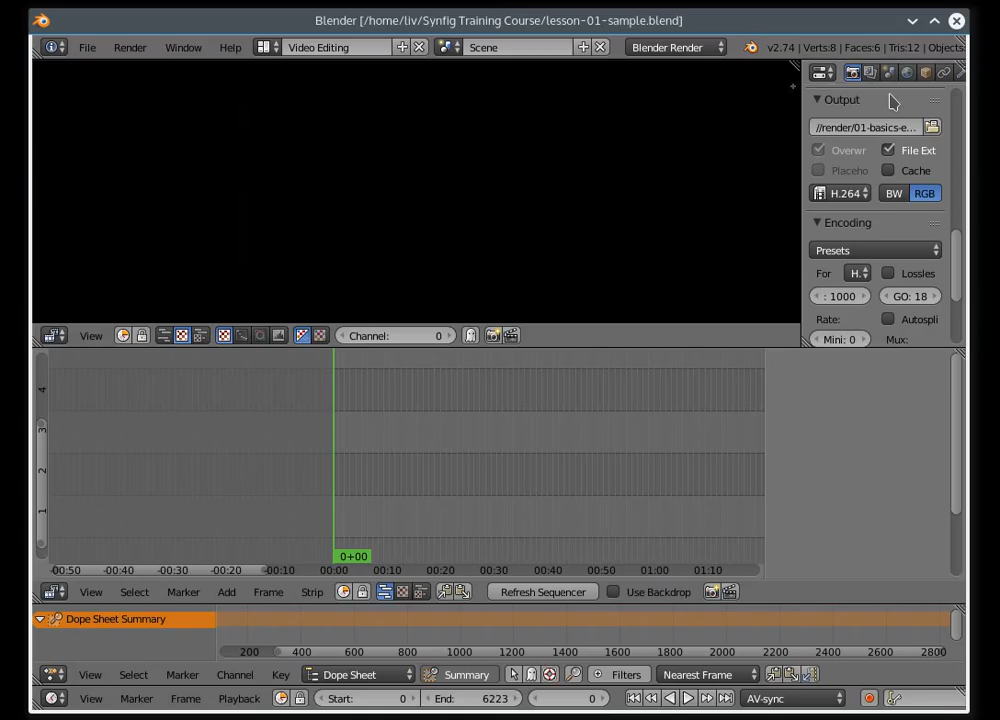 Blender [/home/liv/Synfig Training Course/lesson-01-sample.blend]
File Render Window Help Video Editing Scene Blender Render v2.74 | Verts:8 | Faces:6 | Tris:12 | Objects:
Output
//render/01-basics-e...
Overwr File Ext
Placeho Cache
H.264 BW RGB
Encoding
Presets
For H. Lossles
: 1000 GO: 18
Rate: Autospli
Mini: 0 Mux:
View Channel: 0
4
3
2
1
0+00
-00:50 -00:40 -00:30 -00:20 -00:10 00:00 00:10 00:20 00:30 00:40 00:50 01:00 01:10
View Select Marker Add Frame Strip Refresh Sequencer Use Backdrop
Dope Sheet Summary
200 400 600 800 1000 1200 1400 1600 1800 2000 2200 2400 2600 2800
View Select Marker Channel Key Dope Sheet Summary Filters Nearest Frame
View Marker Frame Playback Start: 0 End: 6223 0 AV-sync